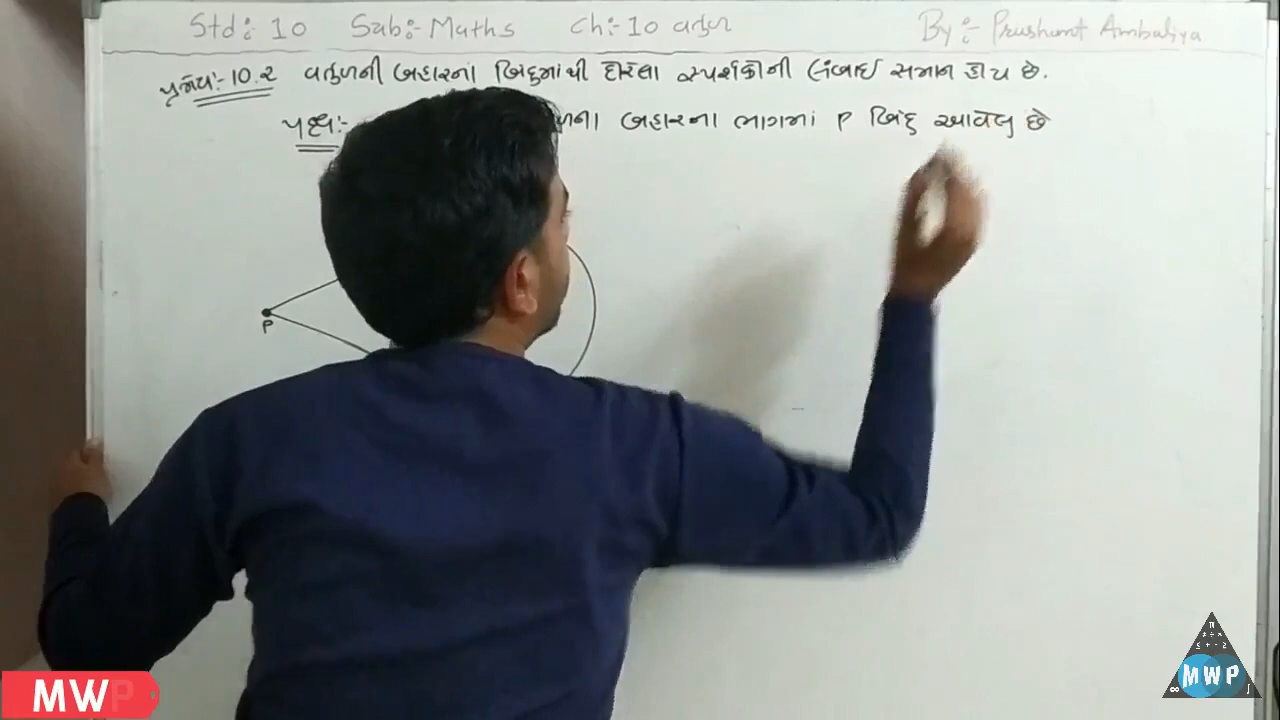 Std: 10 Sub:- Maths Ch:-10 વર્તુળ By:- Prashant Ambaliya
પ્રમેય:-10.2 વર્તુળની બહારના બિંદુમાંથી દોરેલા સ્પર્શકોની લંબાઈ સમાન હોય છે.
પક્ષ:- ના બહારના ભાગમાં P બિંદુ આવેલુ છે
P
MWP
MWP